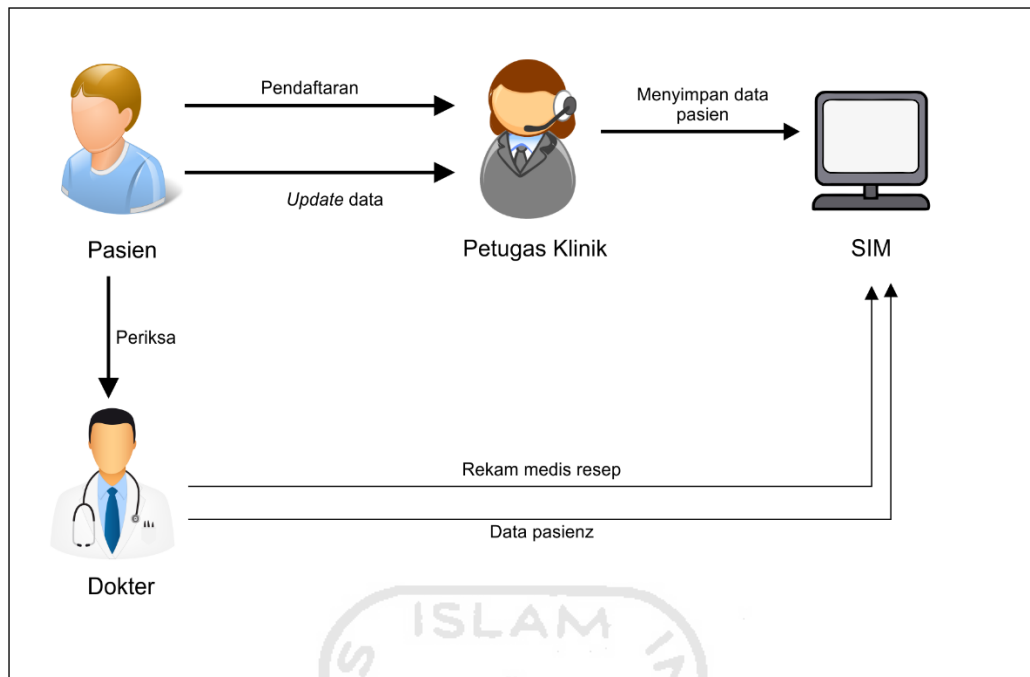 Pendaftaran
Menyimpan data
pasien
Update data
Pasien
Petugas Klinik
SIM
Periksa
Rekam medis resep
Data pasienz
Dokter
ISLAM